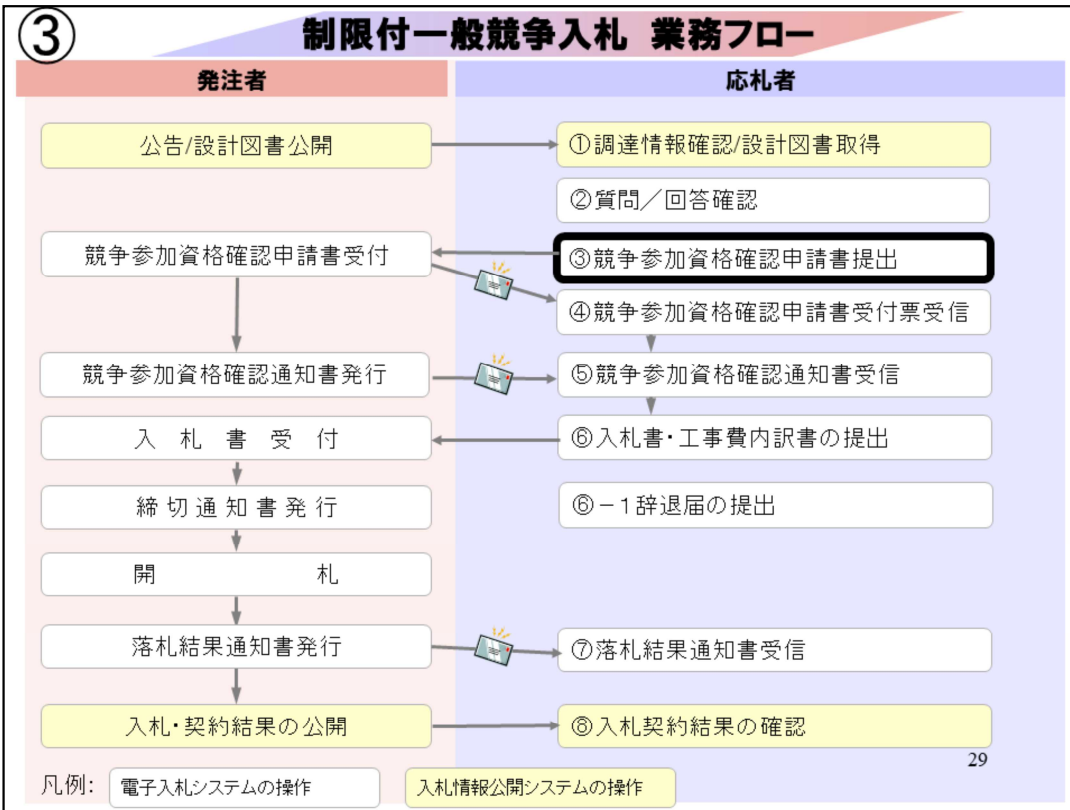 ③
制限付一般競争入札 業務フロー
発注者
応札者
公告/設計図書公開
①調達情報確認/設計図書取得
②質問／回答確認
競争参加資格確認申請書受付
③競争参加資格確認申請書提出
④競争参加資格確認申請書受付票受信
競争参加資格確認通知書発行
⑤競争参加資格確認通知書受信
入 札 書 受 付
⑥入札書・工事費内訳書の提出
締切通知書発行
⑥－１辞退届の提出
開 札
落札結果通知書発行
⑦落札結果通知書受信
入札・契約結果の公開
⑧入札契約結果の確認
29
凡例:
電子入札システムの操作
入札情報公開システムの操作